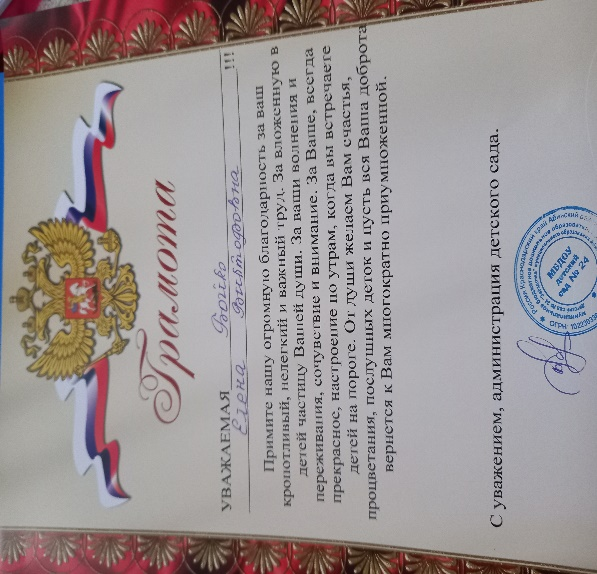 Грамота
УВАЖАЕМАЯ Бойко
Елена !!!
Примите нашу огромную благодарность за ваш
кропотливый, нелегкий и важный труд. За вложенную в
детей частицу Вашей души. За ваши волнения и
переживания, сочувствие и внимание. За Ваше, всегда
прекрасное, настроение по утрам, когда вы встречаете
детей на пороге. От души желаем Вам счастья,
процветания, послушных деток и пусть вся Ваша доброта
вернется к Вам многократно приумноженной.
С уважением, администрация детского сада.
МБДОУ
детский
сад № 24